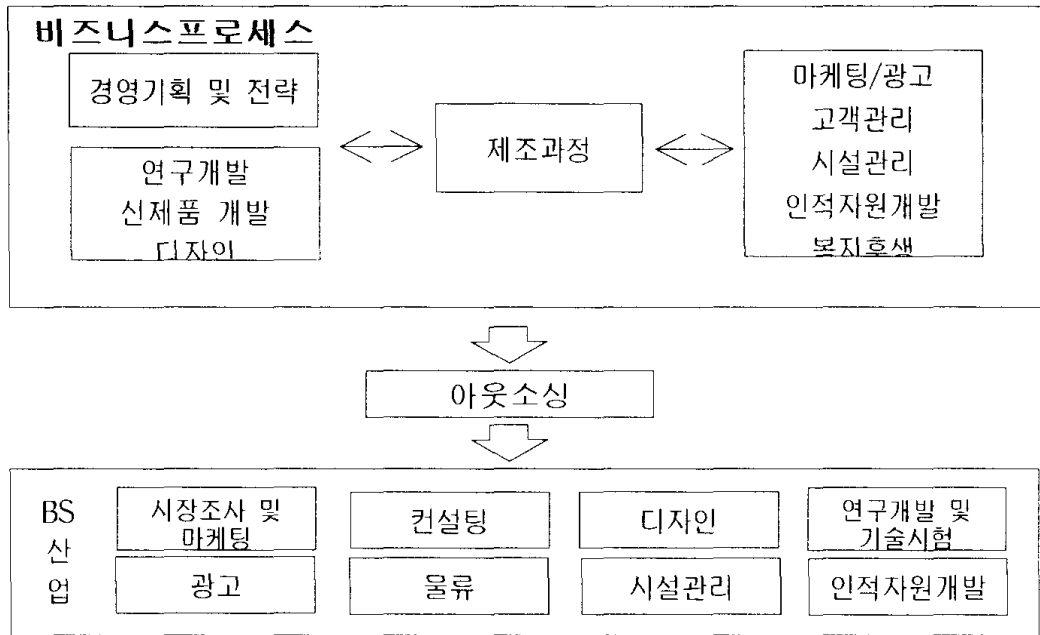 비즈니스프로세스
경영기획 및 전략
연구개발
신제품 개발
디자인
제조과정
마케팅/광고
고객관리
시설관리
인적자원개발
복지후생
아웃소싱
BS
산
업
시장조사 및
마케팅
컨설팅
디자인
연구개발 및
기술시험
광고
물류
시설관리
인적자원개발